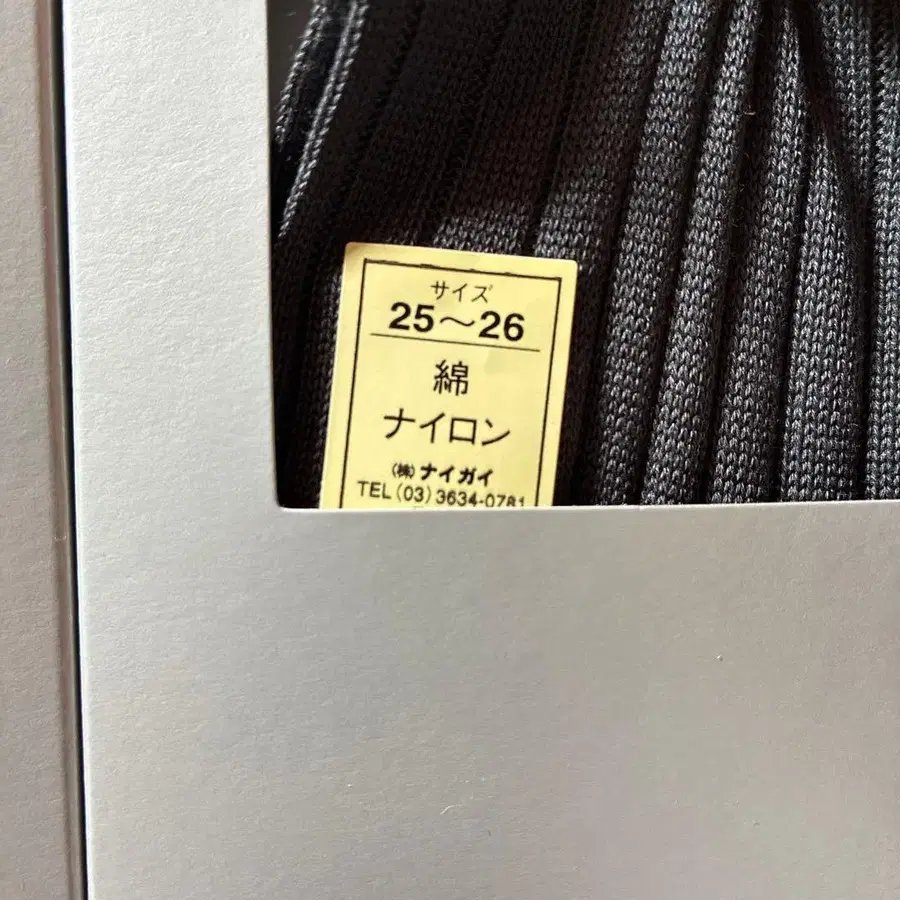 サイズ
25～26
綿
ナイロン
(株)ナイガイ
TEL(03)3634-0781